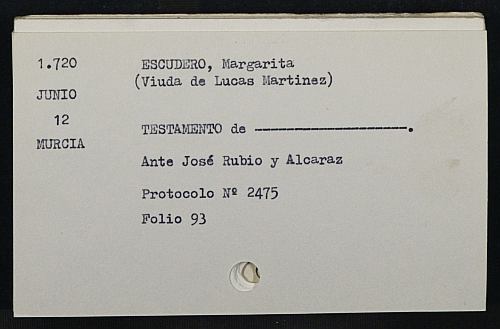 1.720
JUNIO
12
MURCIA
ESCUDERO, Margarita
(Viuda de Lucas Martinez)
TESTAMENTO de --------------------.
Ante José Rubio y Alcaraz
Protocolo Nº 2475
Folio 93